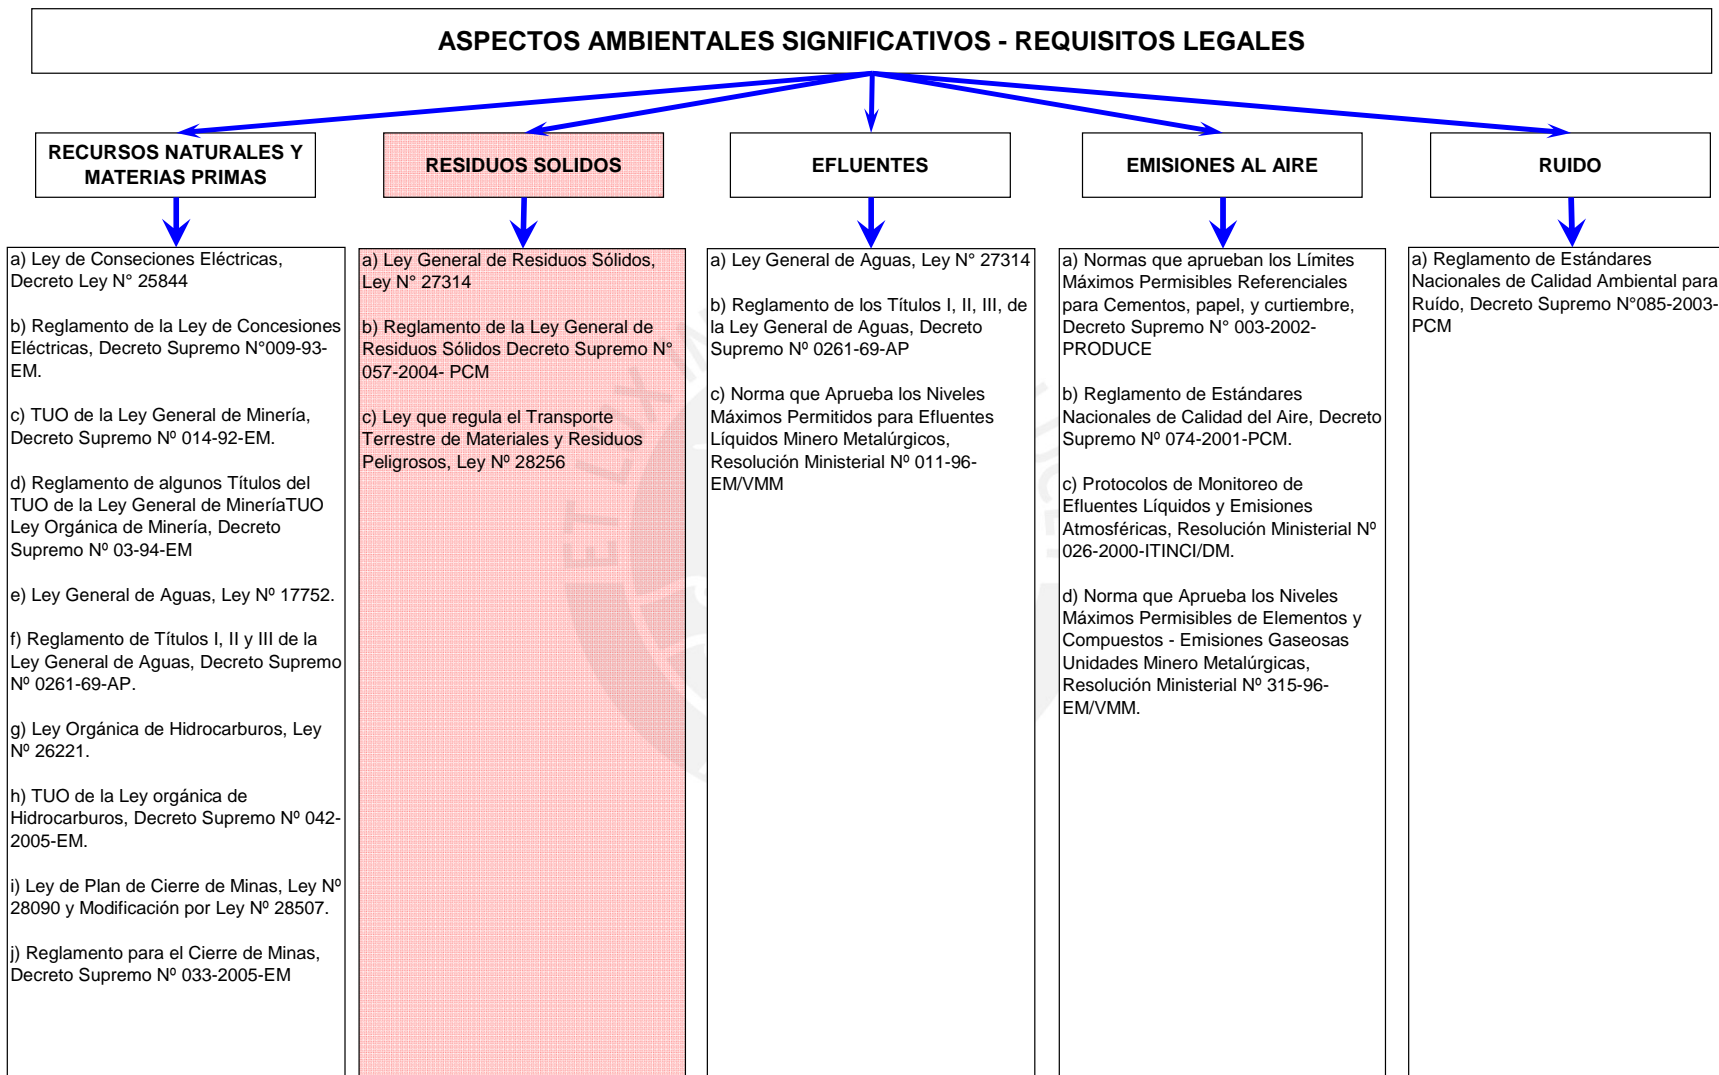 ASPECTOS AMBIENTALES SIGNIFICATIVOS - REQUISITOS LEGALES
RECURSOS NATURALES Y
MATERIAS PRIMAS
RESIDUOS SOLIDOS
EFLUENTES
EMISIONES AL AIRE
RUIDO
a) Ley de Conseciones Eléctricas,
Decreto Ley N° 25844
b) Reglamento de la Ley de Concesiones
Eléctricas, Decreto Supremo N°009-93-
EM.
c) TUO de la Ley General de Minería,
Decreto Supremo Nº 014-92-EM.
d) Reglamento de algunos Títulos del
TUO de la Ley General de MineríaTUO
Ley Orgánica de Minería, Decreto
Supremo Nº 03-94-EM
e) Ley General de Aguas, Ley Nº 17752.
f) Reglamento de Títulos I, II y III de la
Ley General de Aguas, Decreto Supremo
Nº 0261-69-AP.
g) Ley Orgánica de Hidrocarburos, Ley
Nº 26221.
h) TUO de la Ley orgánica de
Hidrocarburos, Decreto Supremo Nº 042-
2005-EM.
i) Ley de Plan de Cierre de Minas, Ley Nº
28090 y Modificación por Ley Nº 28507.
j) Reglamento para el Cierre de Minas,
Decreto Supremo Nº 033-2005-EM
a) Ley General de Residuos Sólidos,
Ley N° 27314
b) Reglamento de la Ley General de
Residuos Sólidos Decreto Supremo N°
057-2004- PCM
c) Ley que regula el Transporte
Terrestre de Materiales y Residuos
Peligrosos, Ley Nº 28256
a) Ley General de Aguas, Ley N° 27314
b) Reglamento de los Títulos I, II, III, de
la Ley General de Aguas, Decreto
Supremo Nº 0261-69-AP
c) Norma que Aprueba los Niveles
Máximos Permitidos para Efluentes
Líquidos Minero Metalúrgicos,
Resolución Ministerial Nº 011-96-
EM/VMM
a) Normas que aprueban los Límites
Máximos Permisibles Referenciales
para Cementos, papel, y curtiembre,
Decreto Supremo N° 003-2002-
PRODUCE
b) Reglamento de Estándares
Nacionales de Calidad del Aire, Decreto
Supremo Nº 074-2001-PCM.
c) Protocolos de Monitoreo de
Efluentes Líquidos y Emisiones
Atmosféricas, Resolución Ministerial Nº
026-2000-ITINCI/DM.
d) Norma que Aprueba los Niveles
Máximos Permisibles de Elementos y
Compuestos - Emisiones Gaseosas
Unidades Minero Metalúrgicas,
Resolución Ministerial Nº 315-96-
EM/VMM.
a) Reglamento de Estándares
Nacionales de Calidad Ambiental para
Ruído, Decreto Supremo N°085-2003-
PCM
ET LUX IN